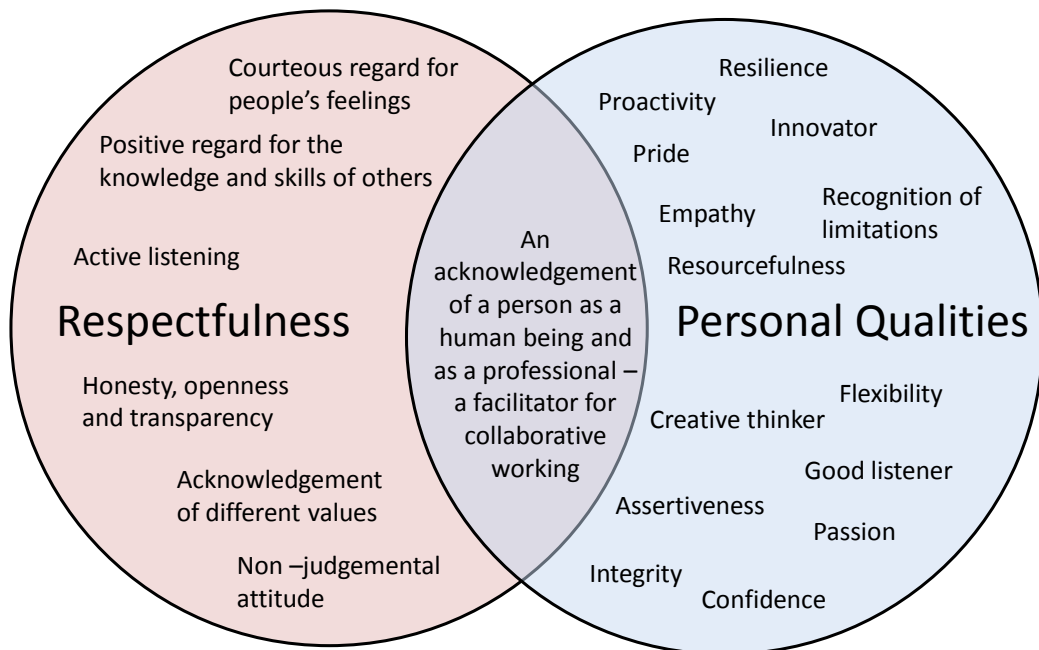 Courteous regard for
people’s feelings
Positive regard for the
knowledge and skills of others
Active listening
Respectfulness
Honesty, openness
and transparency
Acknowledgement
of different values
Non –judgemental
attitude
An
acknowledgement
of a person as a
human being and
as a professional –
a facilitator for
collaborative
working
Resilience
Proactivity
Innovator
Pride
Recognition of
limitations
Empathy
Resourcefulness
Personal Qualities
Flexibility
Creative thinker
Good listener
Assertiveness
Passion
Integrity
Confidence